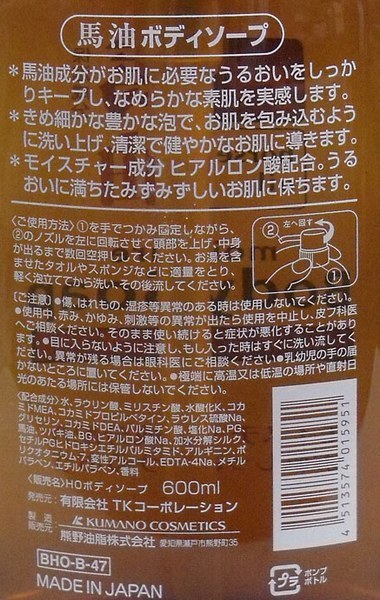 馬油ボディソープ
＊馬油成分がお肌に必要なうるおいをしっか
りキープし、なめらかな素肌を実感します。
＊きめ細かな豊かな泡で、お肌を包み込むよう
に洗い上げ、清潔で健やかなお肌に導きます。
＊モイスチャー成分 ヒアルロン酸配合。うる
おいに満ちたみずみずしいお肌に保ちます。
〈ご使用方法〉①を手でつかみ固定しながら、
②のノズルを左に回転させて頭部を上げ、中身
が出るまで数回空押ししてください。お湯を含
ませたタオルやスポンジなどに適量をとり、
軽く泡立ててから洗い、その後流してください。
②
左へ回す
①
〈ご注意〉●傷、はれもの、湿疹等異常のある時は使用しないでください。
●使用中、赤み、かゆみ、刺激等の異常が出たら使用を中止し、皮フ科医
へご相談ください。そのまま使い続けると症状が悪化することがあり
ます。●目に入らないように注意し、もし入った時はすぐに洗い流してく
ださい。異常が残る場合は眼科医にご相談ください●乳幼児の手の届
かないところに置いてください。●極端に高温又は低温の場所や直射日
光のあたる場所には保管しないでください。
〈配合成分〉水、ラウリン酸、ミリスチン酸、水酸化K、コ
カミドMEA、コカミドプロピルベタイン、ラウレス硫酸Na、
グリセリン、コカミドDEA、パルミチン酸、塩化Na、PG、
馬油、ツバキ油、BG、ヒアルロン酸Na、加水分解シルク、
セチルPGヒドロキシエチルパルミタミド、アルギニン、ポ
リクオタニウム-7、変性アルコール、EDTA-4Na、メチル
パラベン、エチルパラベン、香料
〈販売名〉HOボディソープ 600ml
発売元：有限会社 TKコーポレーション
製造
販売元
KUMANO COSMETICS
熊野油脂株式会社 愛知県瀬戸市熊野町35
BHO-B-47
MADE IN JAPAN
4 513574 015951
プラ
ポンプ
ボトル